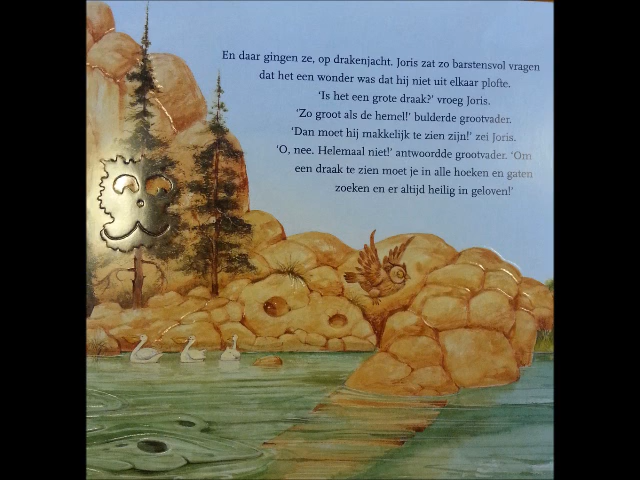 En daar gingen ze, op drakenjacht. Joris zat zo barstensvol vragen
dat het een wonder was dat hij niet uit elkaar plofte.
‘Is het een grote draak?’ vroeg Joris.
‘Zo groot als de hemel!’ bulderde grootvader.
‘Dan moet hij makkelijk te zien zijn!’ zei Joris.
‘O, nee. Helemaal niet!’ antwoordde grootvader. ‘Om
een draak te zien moet je in alle hoeken en gaten
zoeken en er altijd heilig in geloven!’